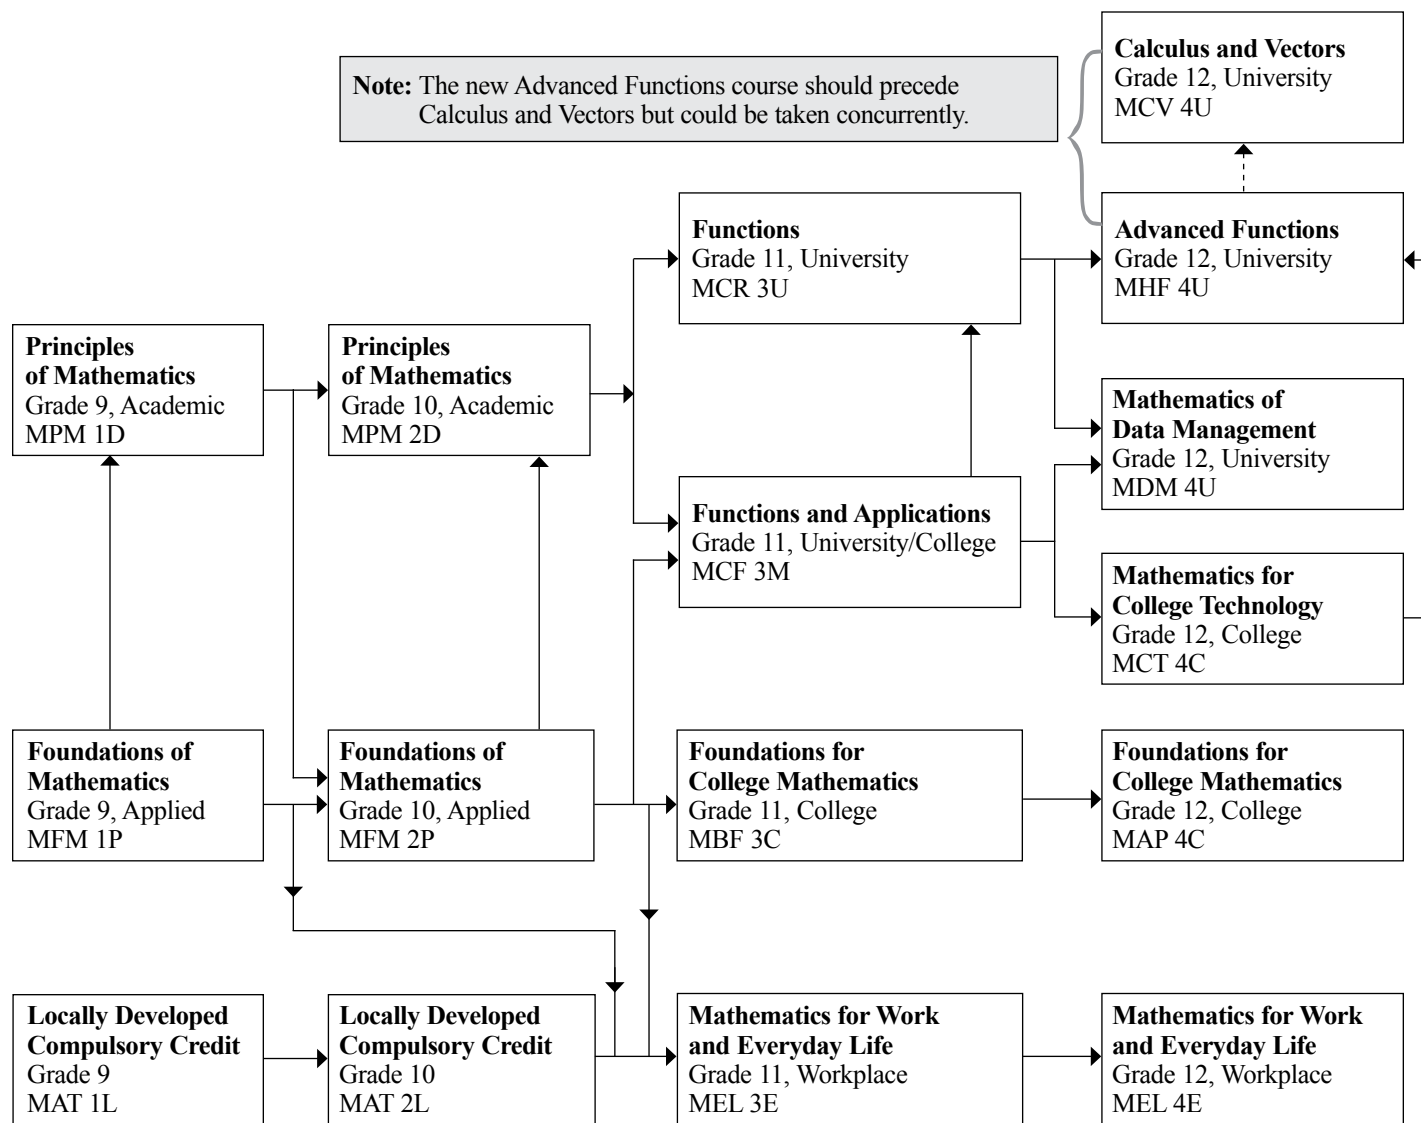 Note: The new Advanced Functions course should precede
Calculus and Vectors but could be taken concurrently.
Calculus and Vectors
Grade 12, University
MCV 4U
Functions
Grade 11, University
MCR 3U
Advanced Functions
Grade 12, University
MHF 4U
Principles
of Mathematics
Grade 9, Academic
MPM 1D
Principles
of Mathematics
Grade 10, Academic
MPM 2D
Mathematics of
Data Management
Grade 12, University
MDM 4U
Functions and Applications
Grade 11, University/College
MCF 3M
Mathematics for
College Technology
Grade 12, College
MCT 4C
Foundations of
Mathematics
Grade 9, Applied
MFM 1P
Foundations of
Mathematics
Grade 10, Applied
MFM 2P
Foundations for
College Mathematics
Grade 11, College
MBF 3C
Foundations for
College Mathematics
Grade 12, College
MAP 4C
Locally Developed
Compulsory Credit
Grade 9
MAT 1L
Locally Developed
Compulsory Credit
Grade 10
MAT 2L
Mathematics for Work
and Everyday Life
Grade 11, Workplace
MEL 3E
Mathematics for Work
and Everyday Life
Grade 12, Workplace
MEL 4E